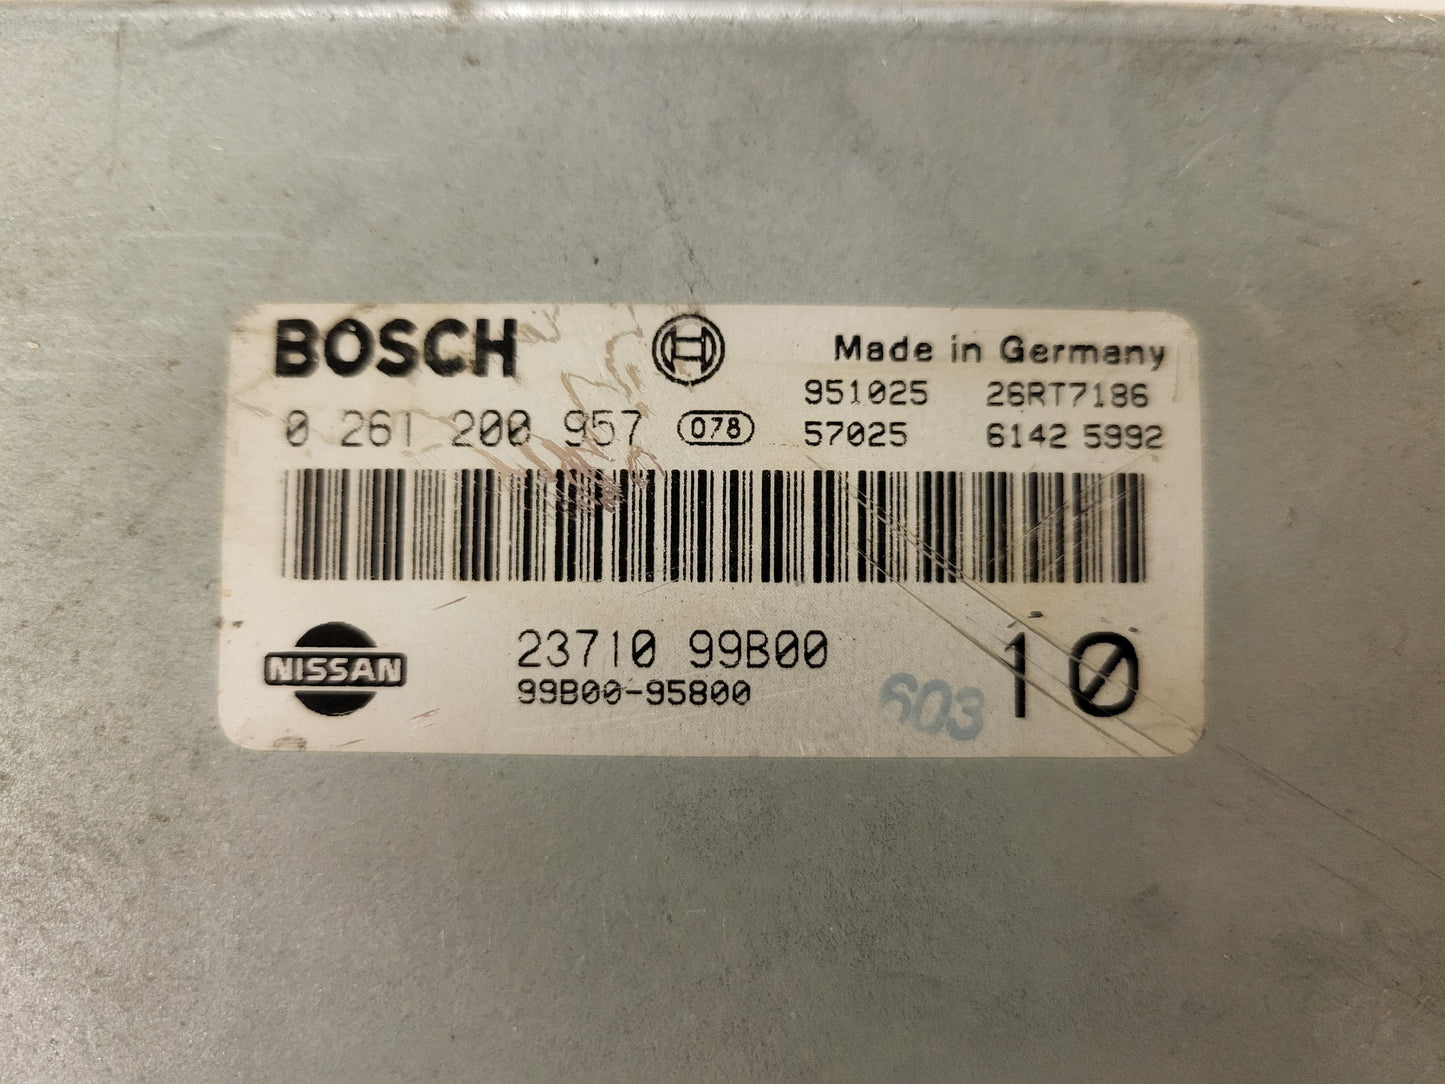 BOSCH
Made in Germany
951025 26RT7186
0 261 200 957 078 57025 6142 5992
NISSAN
23710 99B00
99B00-95800
603
10